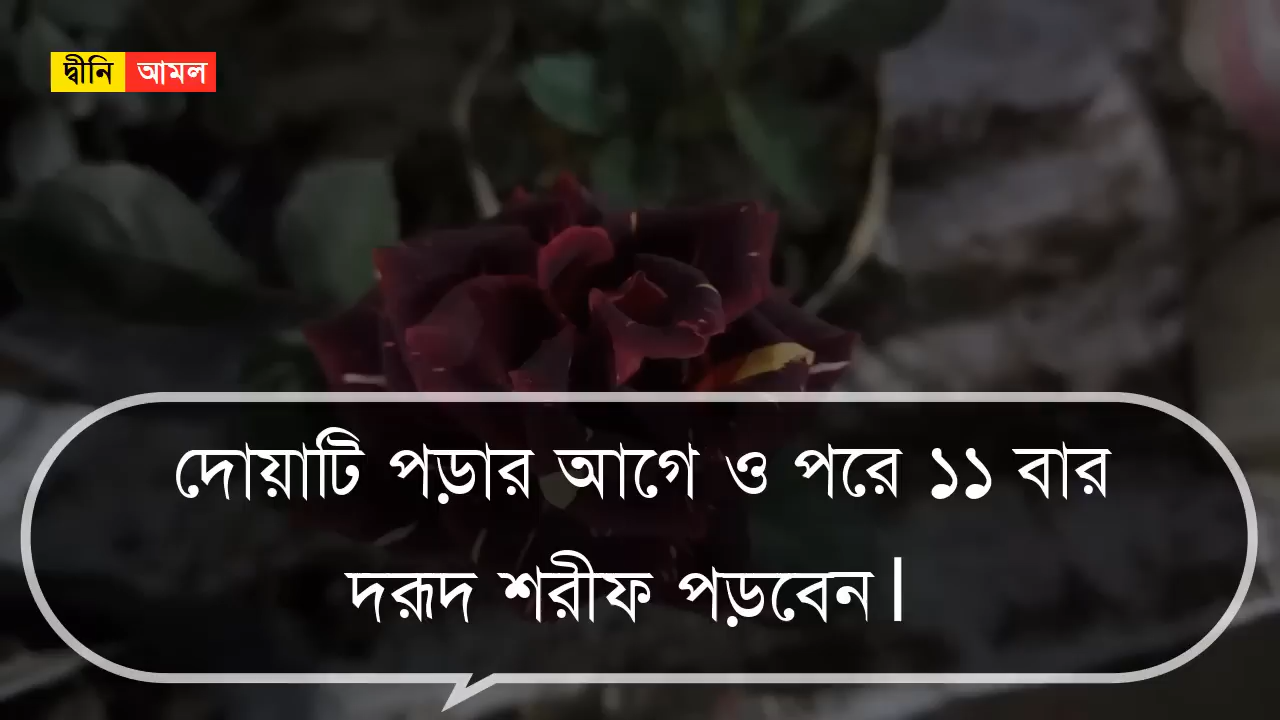 দ্বীনি আমল
দোয়াটি পড়ার আগে ও পরে ১১ বার
দরূদ শরীফ পড়বেন।